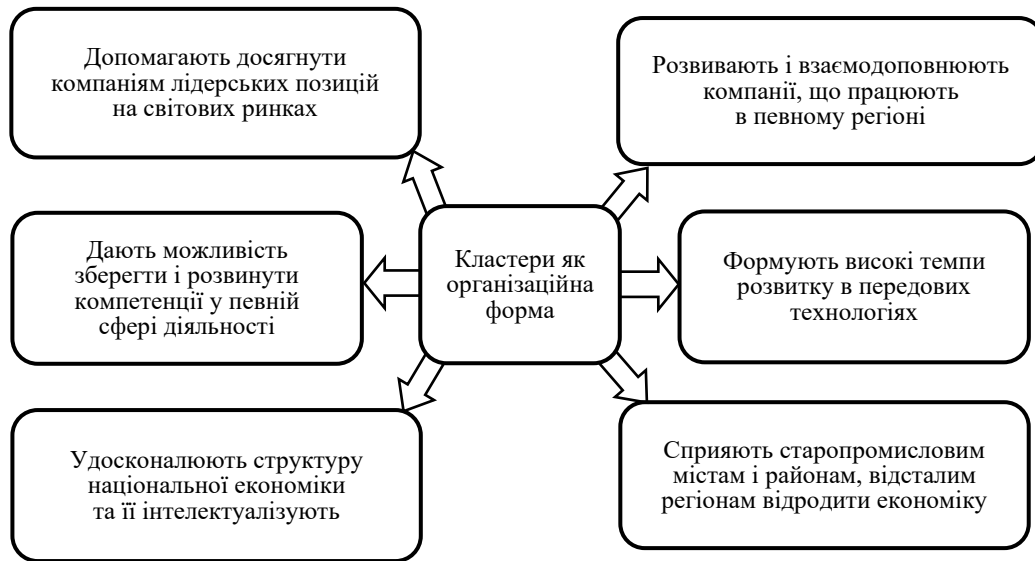 Допомагають досягнути
компаніям лідерських позицій
на світових ринках
Розвивають і взаємодоповнюють
компанії, що працюють
в певному регіоні
Дають можливість
зберегти і розвинути
компетенції у певній
сфері діяльності
Кластери як
організаційна
форма
Формують високі темпи
розвитку в передових
технологіях
Удосконалюють структуру
національної економіки
та її інтелектуалізують
Сприяють старопромисловим
містам і районам, відсталим
регіонам відродити економіку